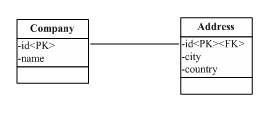 Company
-id<PK>
-name
Address
-id<PK><FK>
-city
-country